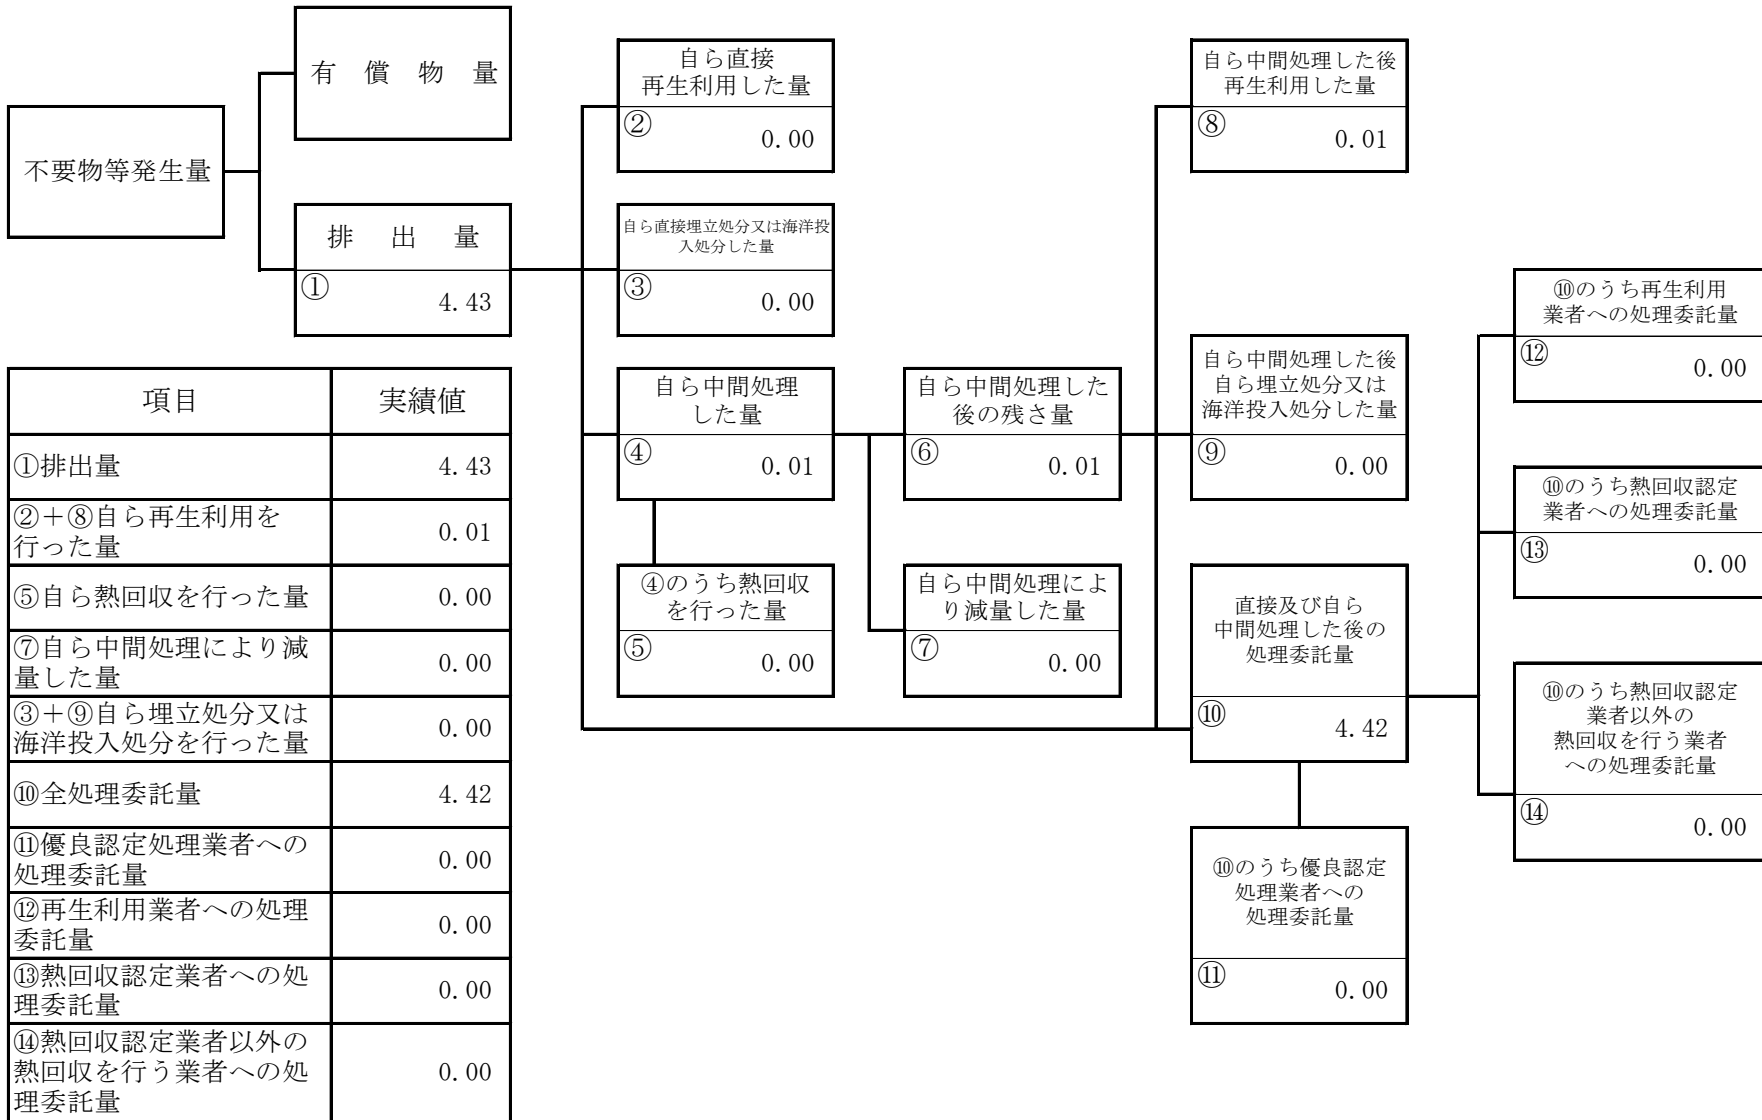 不要物等発生量
有 償 物 量
排 出 量
① 4.43
自ら直接
再生利用した量
② 0.00
自ら直接埋立処分又は海洋投
入処分した量
③ 0.00
自ら中間処理
した量
④ 0.01
④のうち熱回収
を行った量
⑤ 0.00
自ら中間処理した
後の残さ量
⑥ 0.01
自ら中間処理によ
り減量した量
⑦ 0.00
自ら中間処理した後
再生利用した量
⑧ 0.01
自ら中間処理した後
自ら埋立処分又は
海洋投入処分した量
⑨ 0.00
直接及び自ら
中間処理した後の
処理委託量
⑩ 4.42
⑩のうち優良認定
処理業者への
処理委託量
⑪ 0.00
⑩のうち再生利用
業者への処理委託量
⑫ 0.00
⑩のうち熱回収認定
業者への処理委託量
⑬ 0.00
⑩のうち熱回収認定
業者以外の
熱回収を行う業者
への処理委託量
⑭ 0.00
項目 実績値
①排出量 4.43
②+⑧自ら再生利用を
行った量 0.01
⑤自ら熱回収を行った量 0.00
⑦自ら中間処理により減
量した量 0.00
③+⑨自ら埋立処分又は
海洋投入処分を行った量 0.00
⑩全処理委託量 4.42
⑪優良認定処理業者への
処理委託量 0.00
⑫再生利用業者への処理
委託量 0.00
⑬熱回収認定業者への処
理委託量 0.00
⑭熱回収認定業者以外の
熱回収を行う業者への処
理委託量 0.00